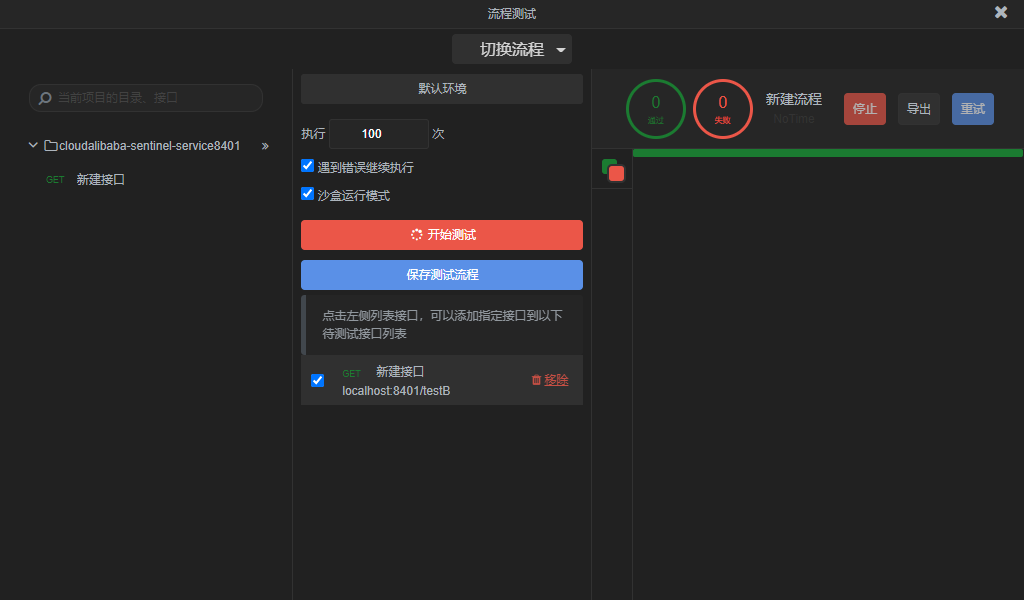 流程测试
切换流程
当前项目的目录、接口
cloudalibaba-sentinel-service8401
GET 新建接口
默认环境
执行 100 次
遇到错误继续执行
沙盒运行模式
开始测试
保存测试流程
点击左侧列表接口，可以添加指定接口到以下
待测试接口列表
GET 新建接口
localhost:8401/testB
移除
0
通过
0
失败
新建流程
NoTime
停止
导出
重试